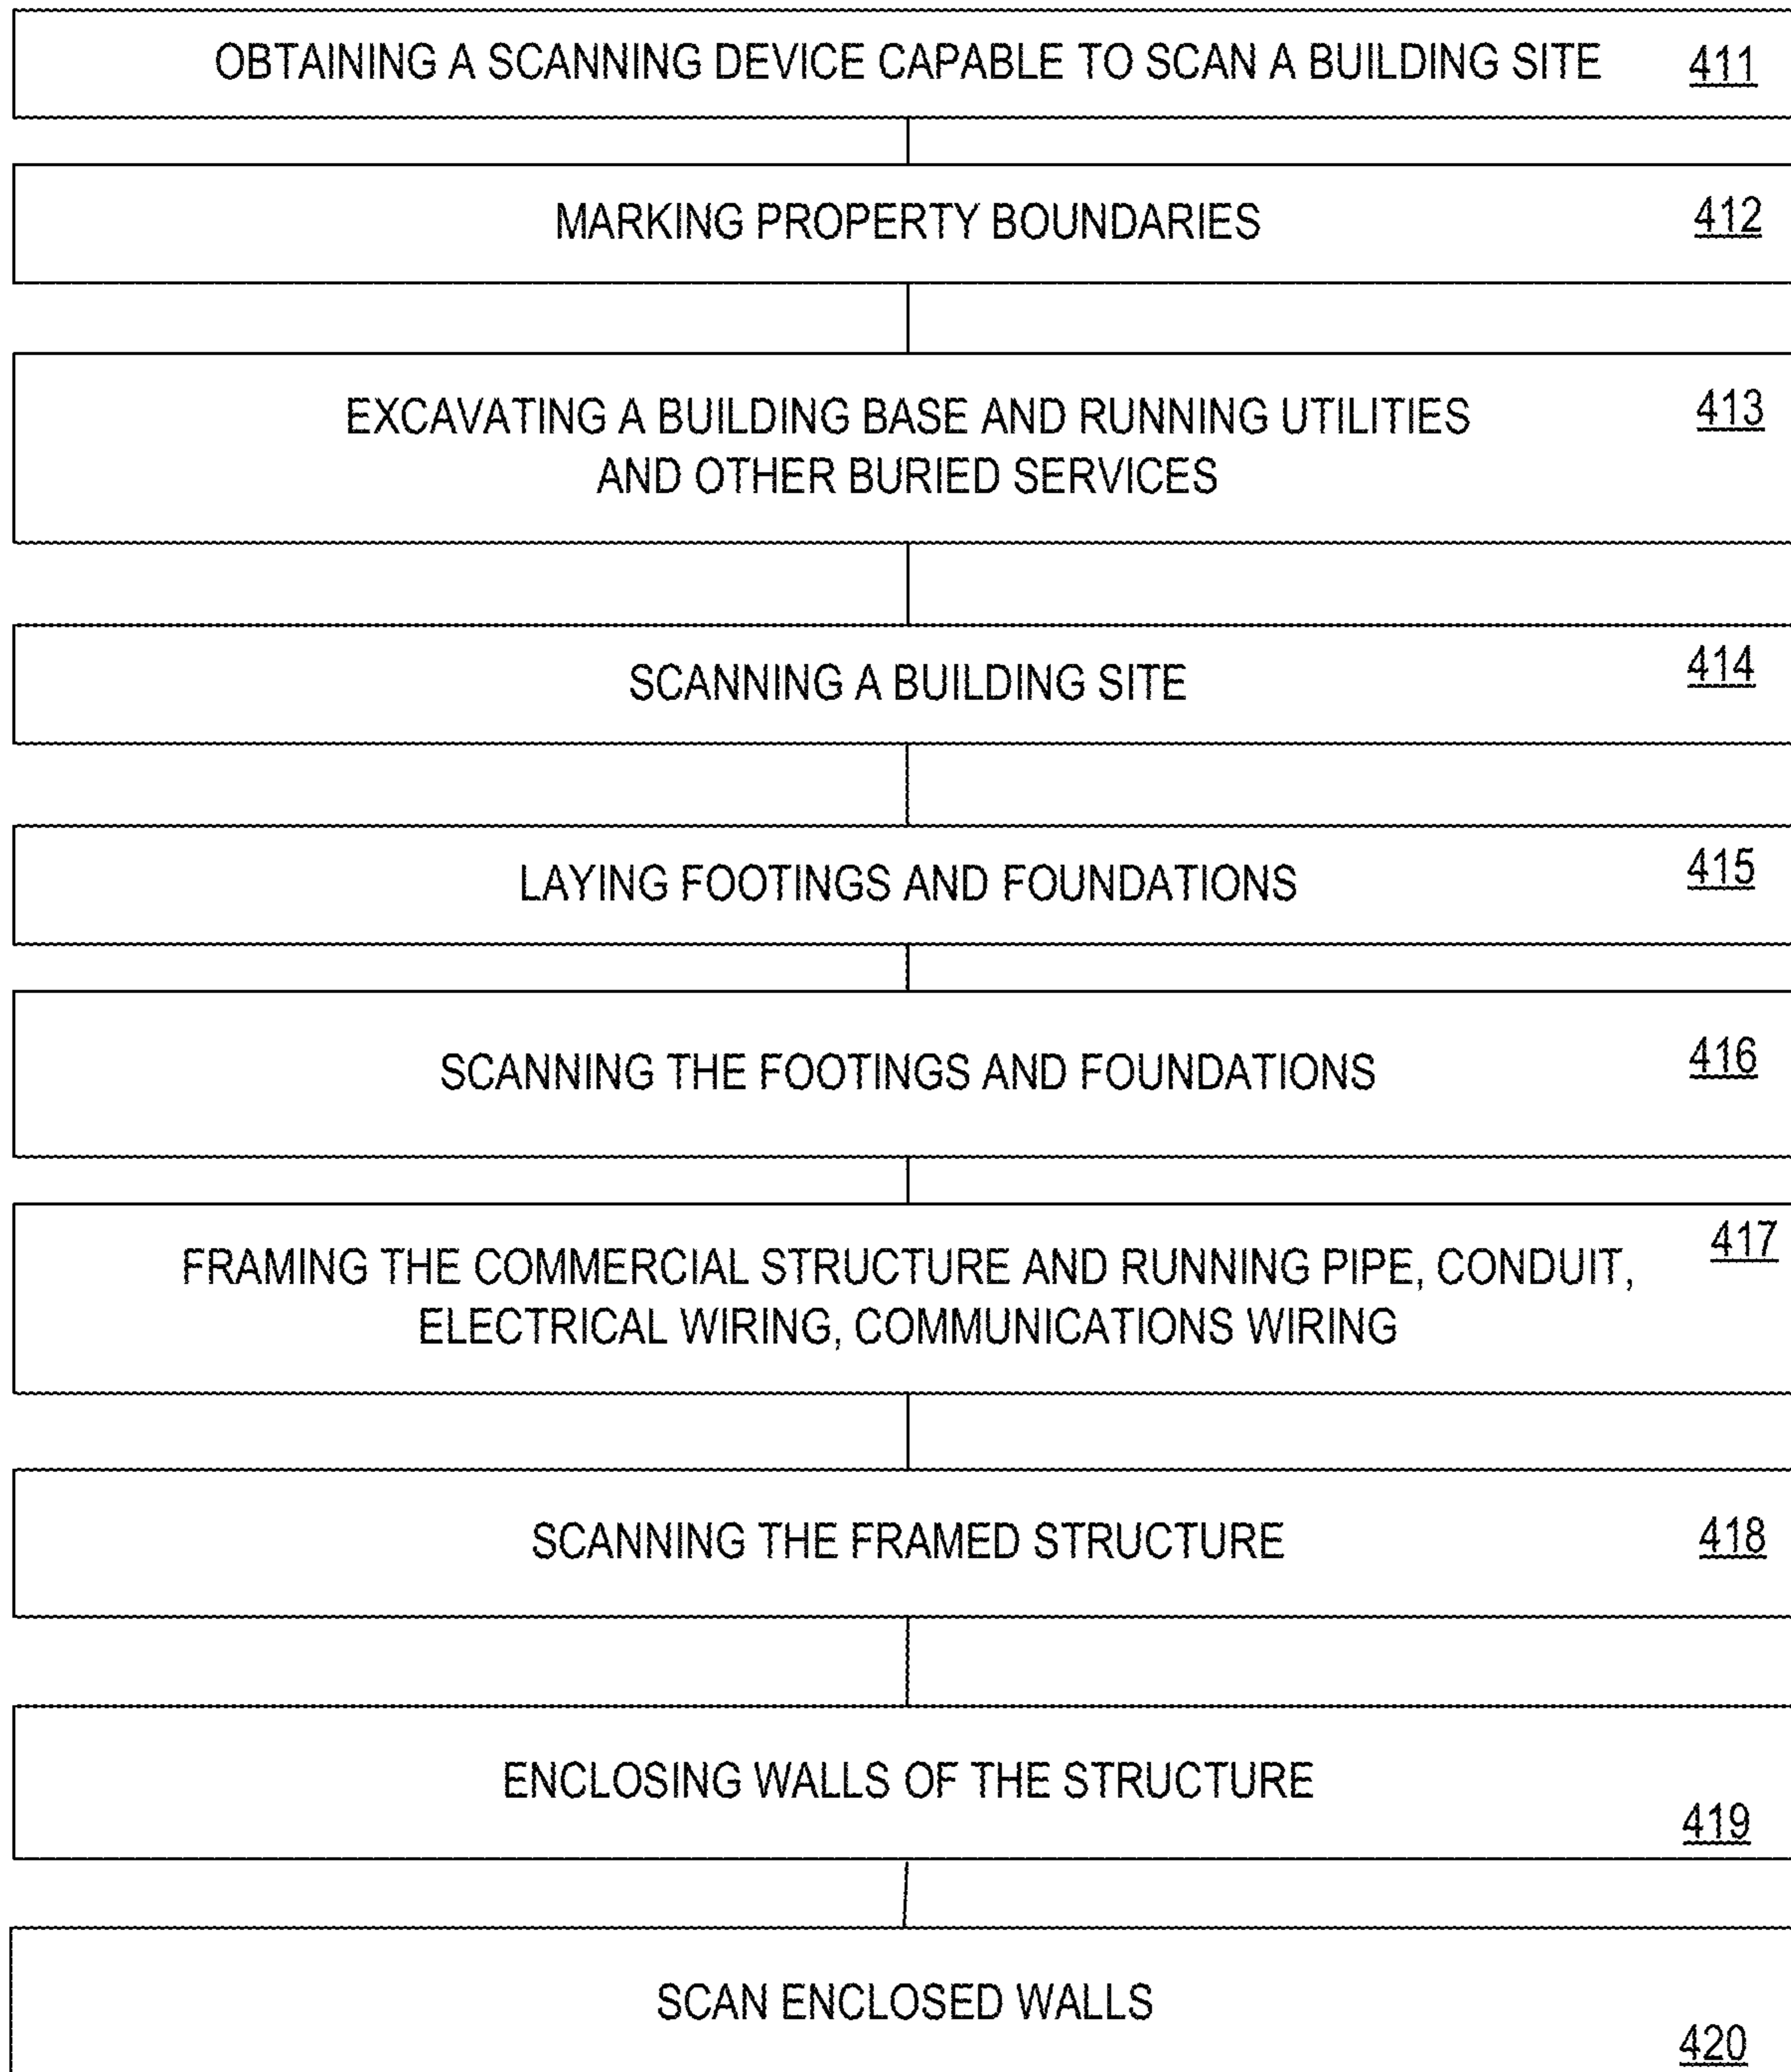 OBTAINING A SCANNING DEVICE CAPABLE TO SCAN A BUILDING SITE 411
MARKING PROPERTY BOUNDARIES 412
EXCAVATING A BUILDING BASE AND RUNNING UTILITIES 413
AND OTHER BURIED SERVICES
SCANNING A BUILDING SITE 414
LAYING FOOTINGS AND FOUNDATIONS 415
SCANNING THE FOOTINGS AND FOUNDATIONS 416
FRAMING THE COMMERCIAL STRUCTURE AND RUNNING PIPE, CONDUIT, 417
ELECTRICAL WIRING, COMMUNICATIONS WIRING
SCANNING THE FRAMED STRUCTURE 418
ENCLOSING WALLS OF THE STRUCTURE
419
SCAN ENCLOSED WALLS
420